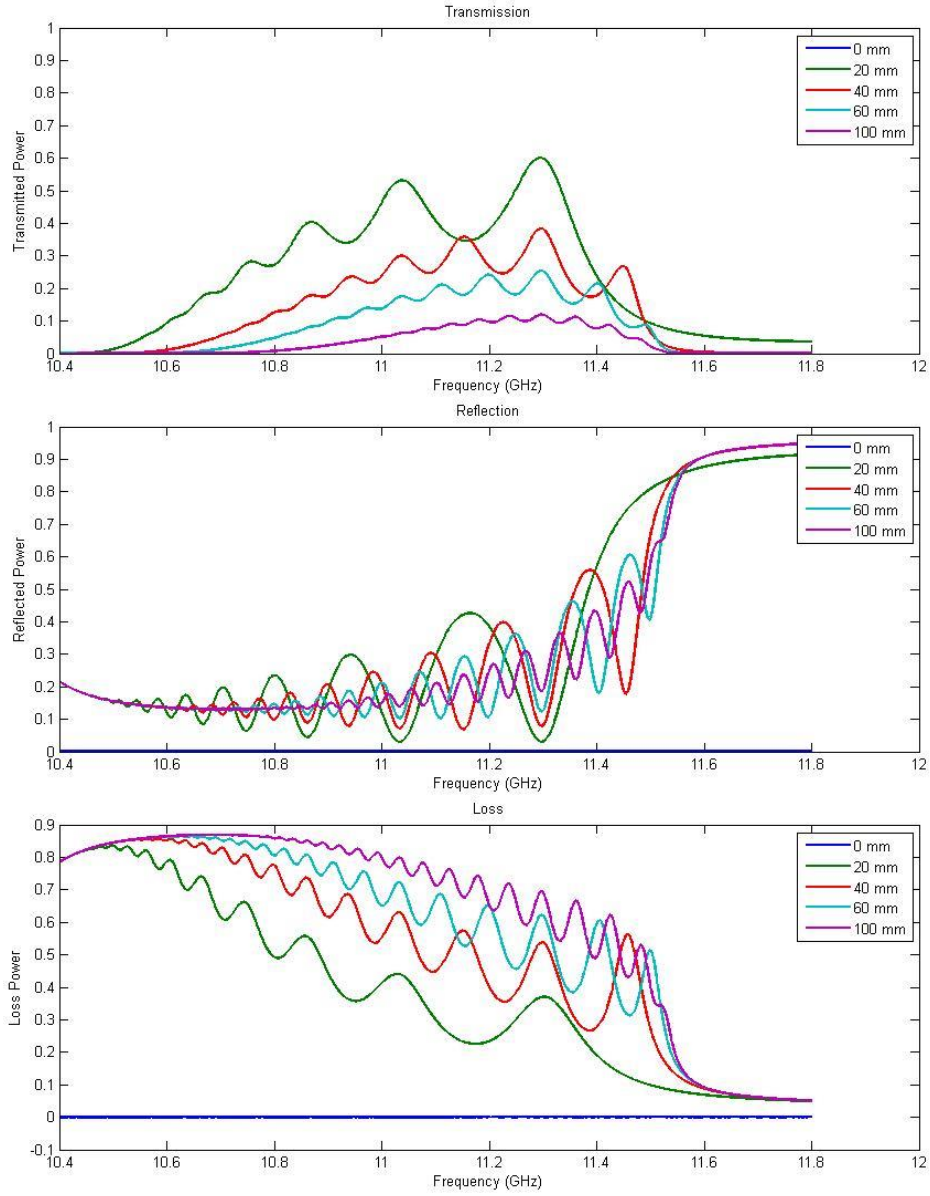 Transmission
1
0.9
0.8
0.7
0.6
0.5
0.4
0.3
0.2
0.1
0
Transmitted Power
10.4 10.6 10.8 11 11.2 11.4 11.6 11.8 12
Frequency (GHz)
0 mm
20 mm
40 mm
60 mm
100 mm
Reflection
1
0.9
0.8
0.7
0.6
0.5
0.4
0.3
0.2
0.1
0
Reflected Power
10.4 10.6 10.8 11 11.2 11.4 11.6 11.8 12
Frequency (GHz)
0 mm
20 mm
40 mm
60 mm
100 mm
Loss
0.9
0.8
0.7
0.6
0.5
0.4
0.3
0.2
0.1
0
-0.1
Loss Power
10.4 10.6 10.8 11 11.2 11.4 11.6 11.8 12
Frequency (GHz)
0 mm
20 mm
40 mm
60 mm
100 mm